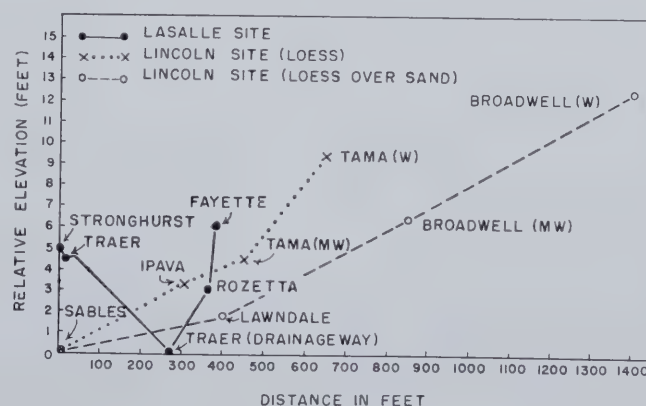 LASALLE SITE
LINCOLN SITE (LOESS)
LINCOLN SITE (LOESS OVER SAND)
RELATIVE ELEVATION (FEET)
15
14
13
12
11
10
9
8
7
6
5
4
3
2
1
0
BROADWELL (W)
TAMA (W)
FAYETTE
STRONGHURST
TRAER
BROADWELL (MW)
TAMA (MW)
IPAVA
ROZETTA
SABLES
LAWNDALE
TRAER (DRAINAGEWAY)
100 200 300 400 500 600 700 800 900 1000 1100 1200 1300 1400
DISTANCE IN FEET